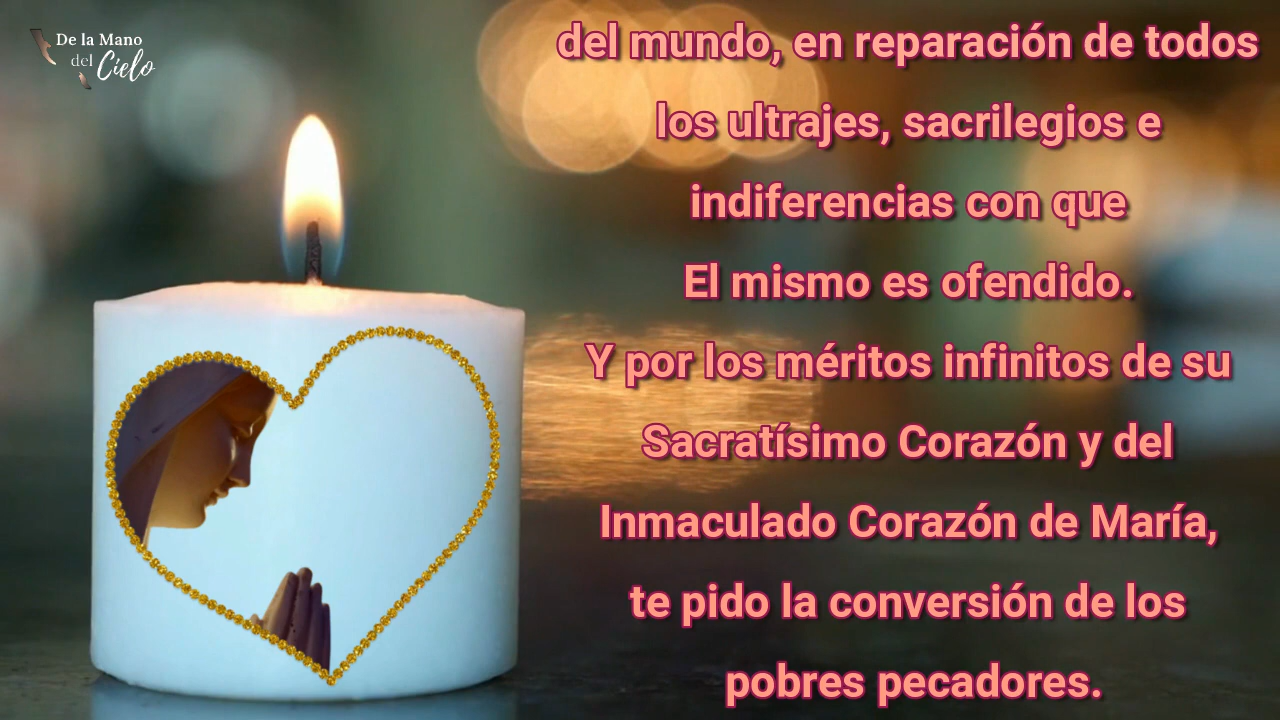 De la Mano
del Cielo
del mundo, en reparación de todos
los ultrajes, sacrilegios e
indiferencias con que
El mismo es ofendido.
Y por los méritos infinitos de su
Sacratísimo Corazón y del
Inmaculado Corazón de María,
te pido la conversión de los
pobres pecadores.